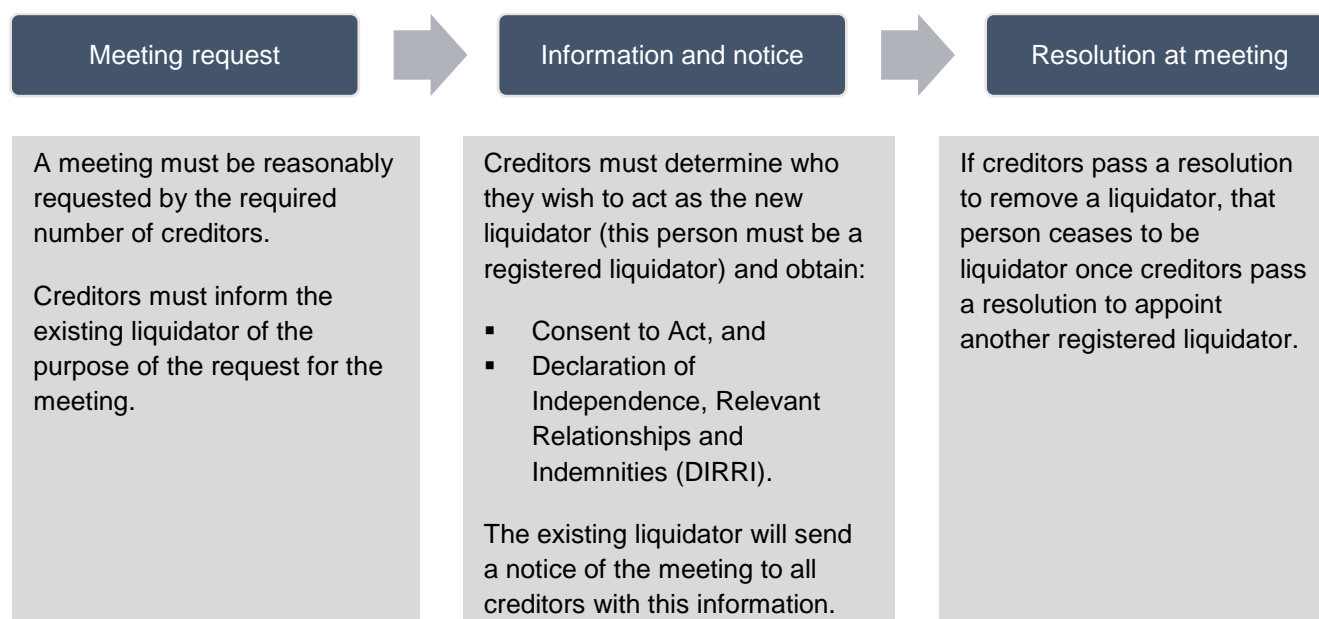 Meeting request
Information and notice
Resolution at meeting
A meeting must be reasonably
requested by the required
number of creditors.
Creditors must inform the
existing liquidator of the
purpose of the request for the
meeting.
Creditors must determine who
they wish to act as the new
liquidator (this person must be a
registered liquidator) and obtain:
▪ Consent to Act, and
▪ Declaration of
Independence, Relevant
Relationships and
Indemnities (DIRRI).
The existing liquidator will send
a notice of the meeting to all
creditors with this information.
If creditors pass a resolution
to remove a liquidator, that
person ceases to be
liquidator once creditors pass
a resolution to appoint
another registered liquidator.